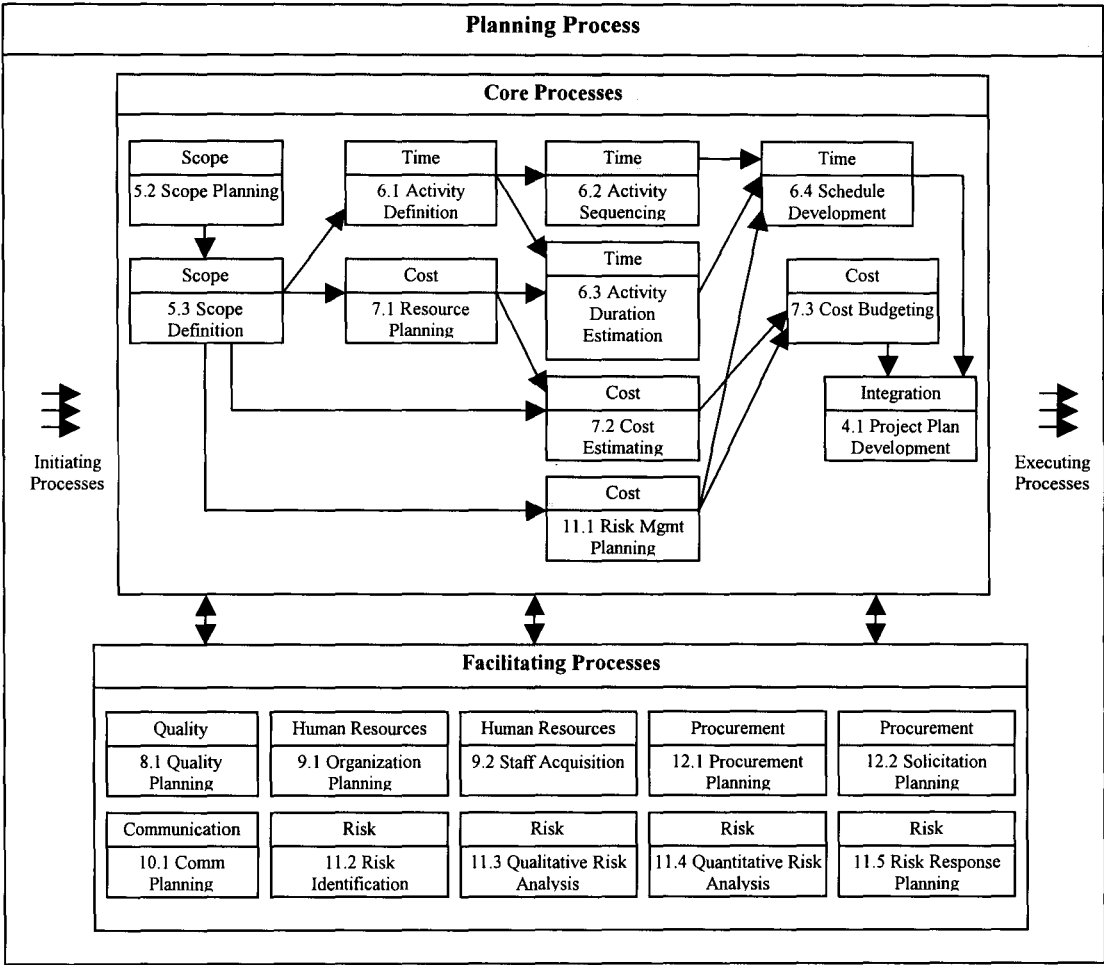 Planning Process
Core Processes
Scope
5.2 Scope Planning
Time
6.1 Activity
Definition
Time
6.2 Activity
Sequencing
Time
6.4 Schedule
Development
Scope
5.3 Scope
Definition
Cost
7.1 Resource
Planning
Time
6.3 Activity
Duration
Estimation
Cost
7.3 Cost Budgeting
Cost
7.2 Cost
Estimating
Integration
4.1 Project Plan
Development
Cost
11.1 Risk Mgmt
Planning
Initiating
Processes
Executing
Processes
Facilitating Processes
Quality
8.1 Quality
Planning
Human Resources
9.1 Organization
Planning
Human Resources
9.2 Staff Acquisition
Procurement
12.1 Procurement
Planning
Procurement
12.2 Solicitation
Planning
Communication
10.1 Comm
Planning
Risk
11.2 Risk
Identification
Risk
11.3 Qualitative Risk
Analysis
Risk
11.4 Quantitative Risk
Analysis
Risk
11.5 Risk Response
Planning